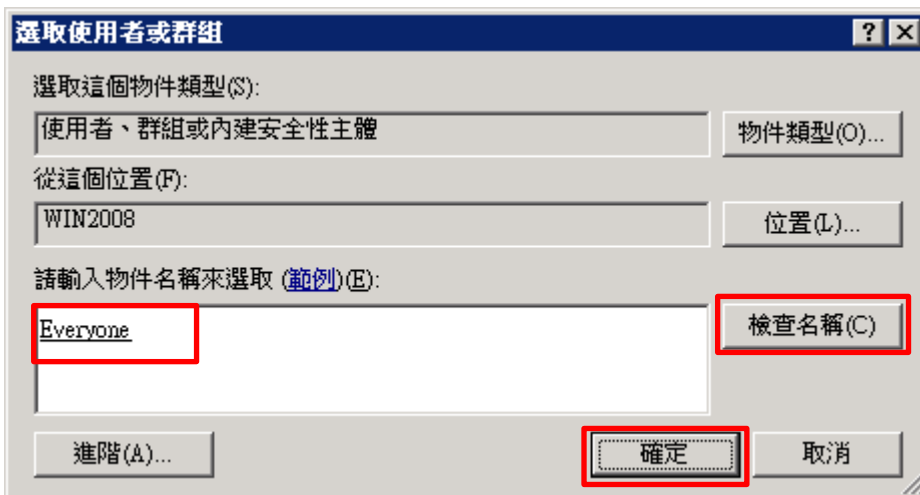 選取使用者或群組
選取這個物件類型(S):
使用者、群組或內建安全性主體
物件類型(O)...
從這個位置(F):
WIN2008
位置(L)...
請輸入物件名稱來選取 (範例)(E):
Everyone
檢查名稱(C)
進階(A)...
確定
取消